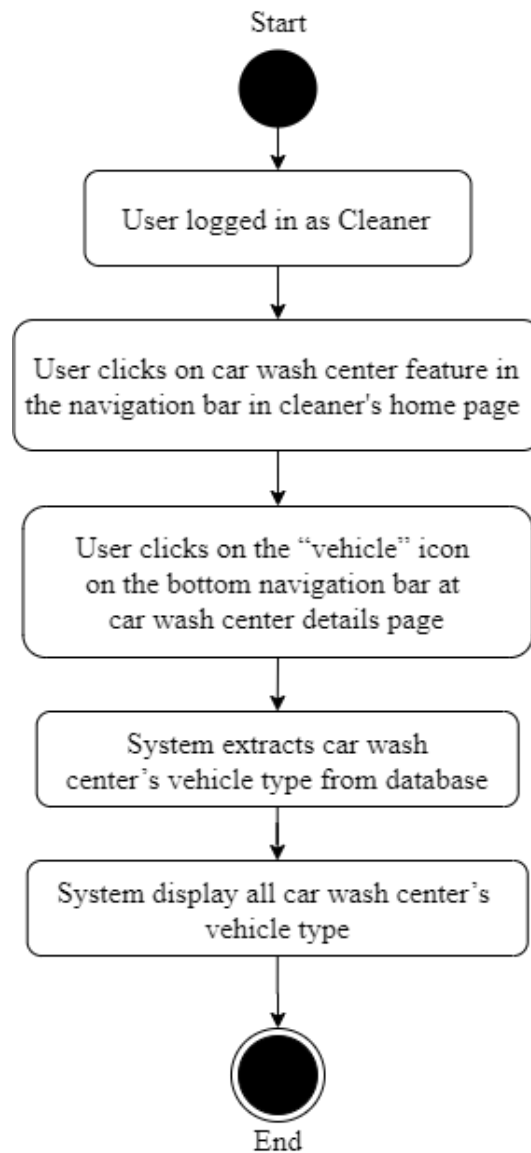 Start
User logged in as Cleaner
User clicks on car wash center feature in
the navigation bar in cleaner's home page
User clicks on the “vehicle” icon
on the bottom navigation bar at
car wash center details page
System extracts car wash
center’s vehicle type from database
System display all car wash center’s
vehicle type
End